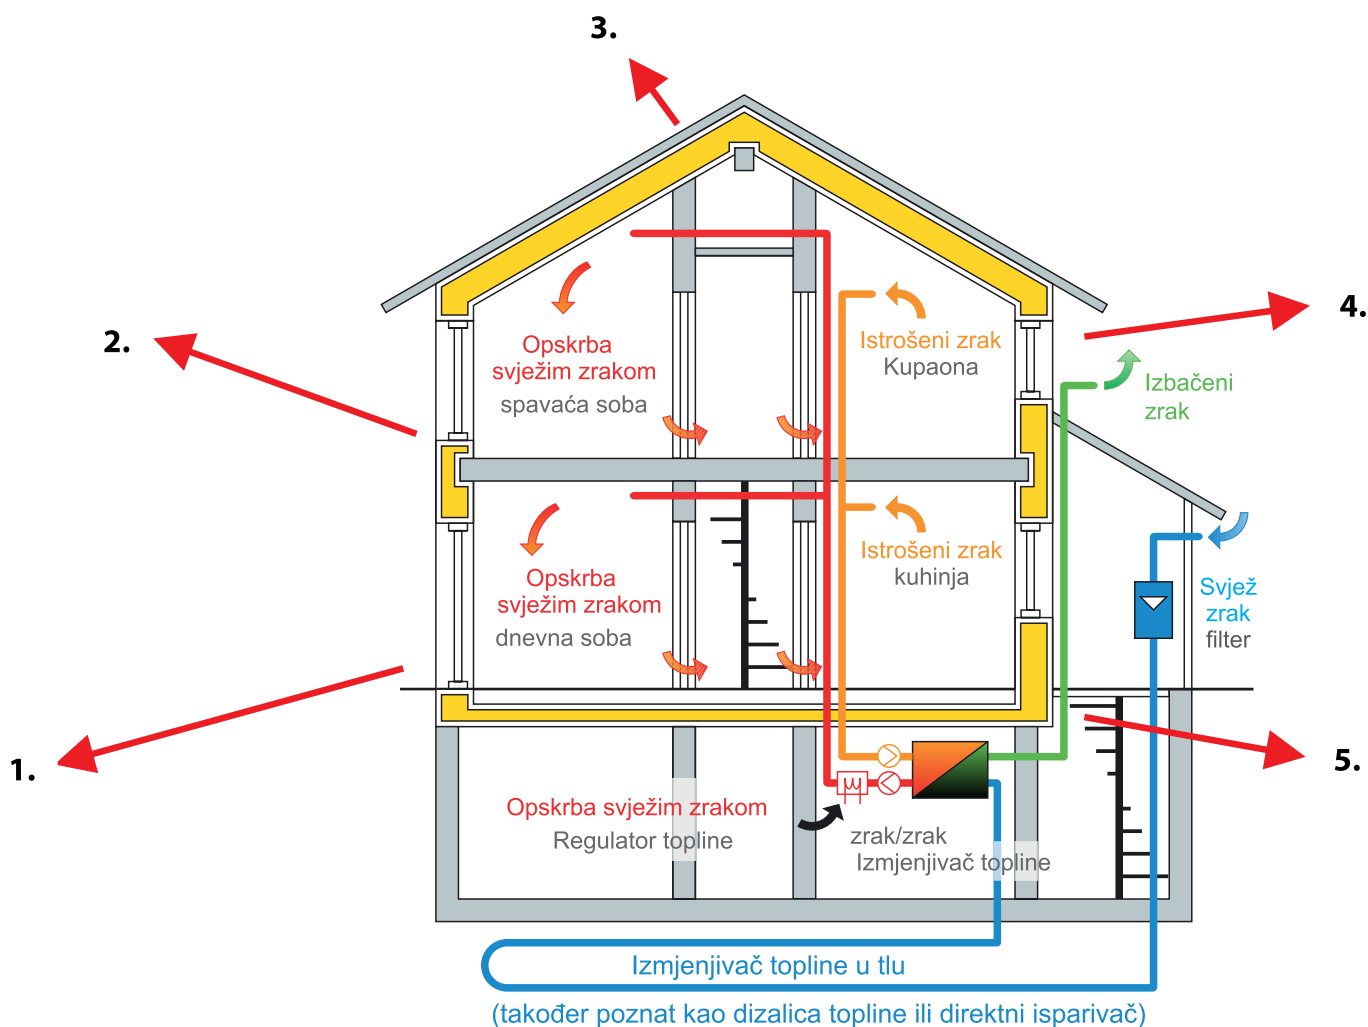 3.
4.
2.
Opskrba
svježim zrakom
spavaća soba
Istrošeni zrak
Kupaona
Izbačeni
zrak
Opskrba
svježim zrakom
dnevna soba
Istrošeni zrak
kuhinja
Svjež
zrak
filter
1.
5.
Opskrba svježim zrakom
Regulator topline
zrak/zrak
Izmjenjivač topline
Izmjenjivač topline u tlu
(također poznat kao dizalica topline ili direktni isparivač)